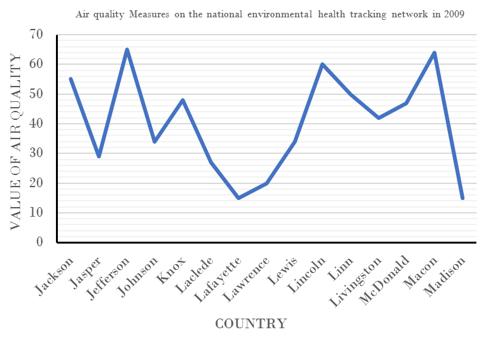 Air quality Measures on the national environmental health tracking network in 2009
VALUE OF AIR QUALITY
70
60
50
40
30
20
10
0
Jackson
Jasper
Jefferson
Johnson
Knox
Laclede
Lafayette
Lawrence
Lewis
Lincoln
Linn
Livingston
McDonald
Macon
Madison
COUNTRY